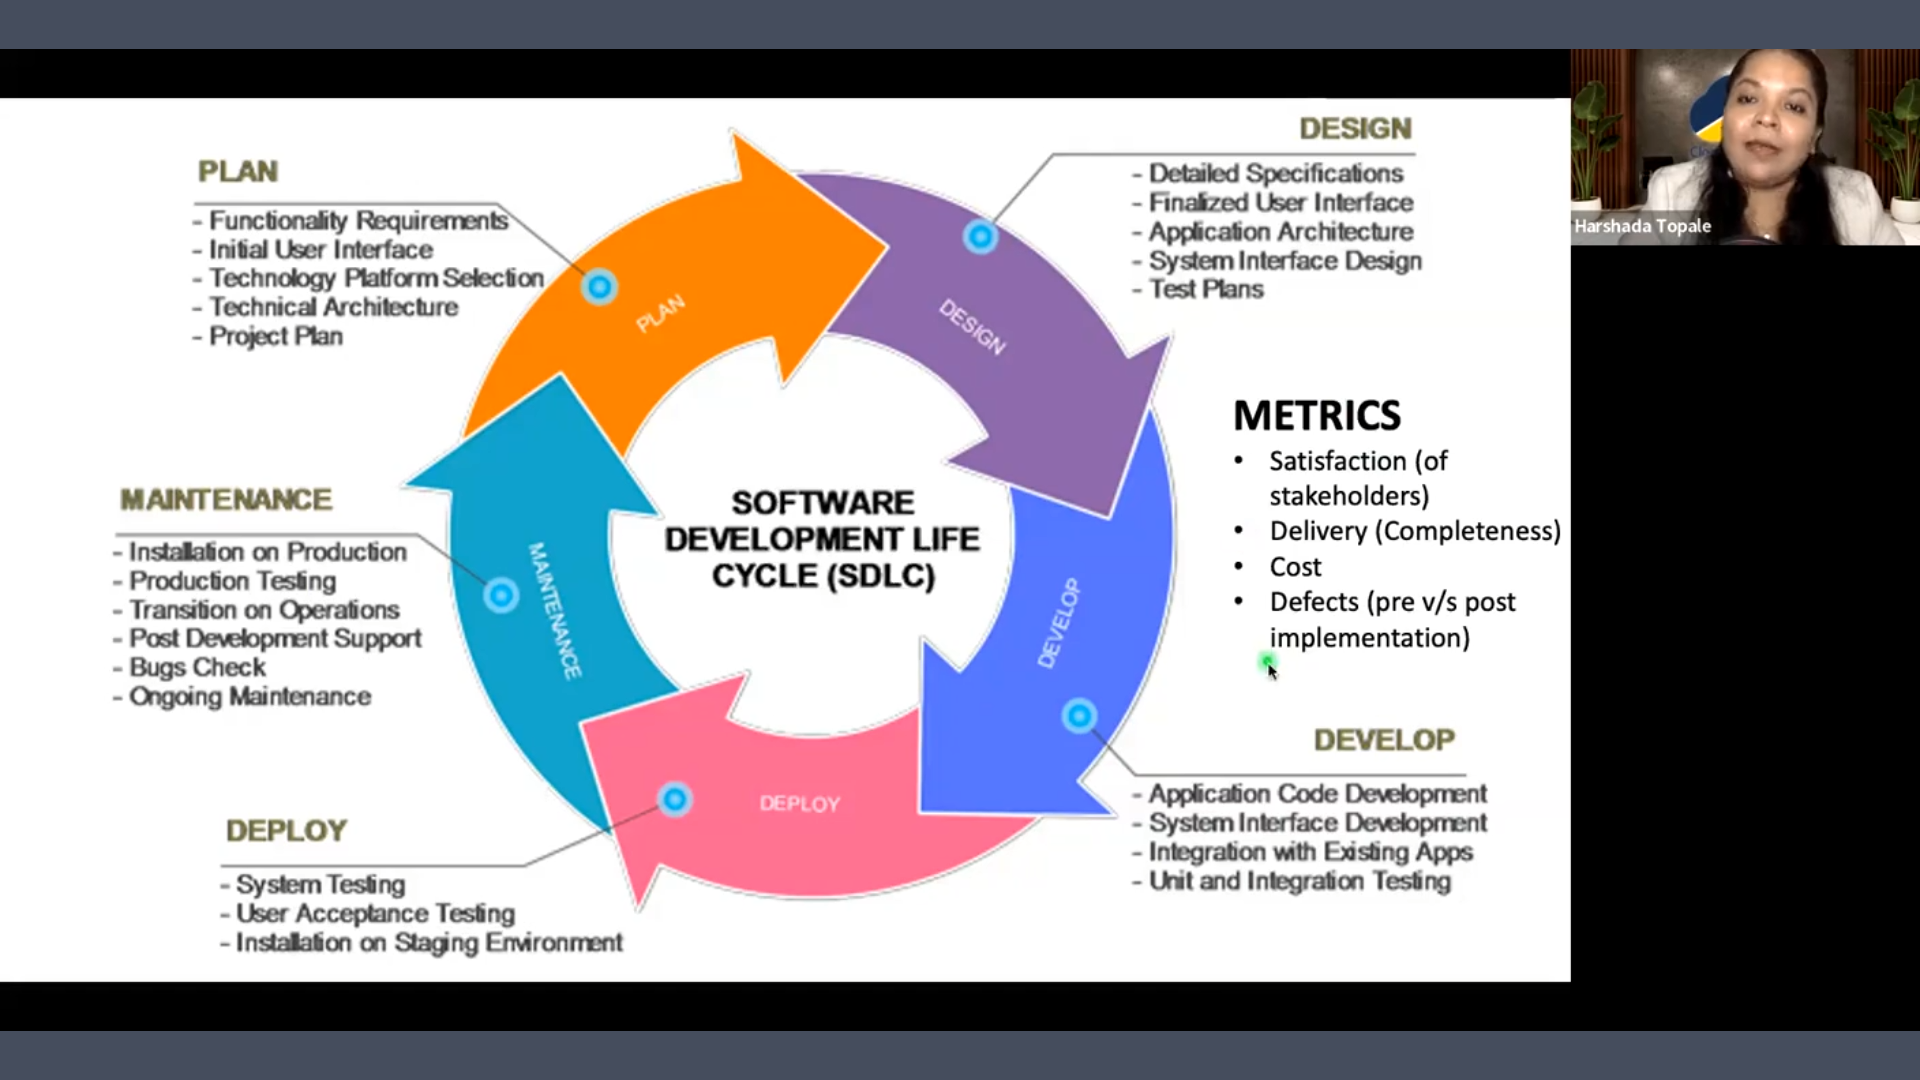 PLAN
- Functionality Requirements
- Initial User Interface
- Technology Platform Selection
- Technical Architecture
- Project Plan
DESIGN
- Detailed Specifications
- Finalized User Interface
- Application Architecture
- System Interface Design
- Test Plans
Harshada Topale
PLAN
DESIGN
METRICS
• Satisfaction (of
stakeholders)
• Delivery (Completeness)
• Cost
• Defects (pre v/s post
implementation)
MAINTENANCE
- Installation on Production
- Production Testing
- Transition on Operations
- Post Development Support
- Bugs Check
- Ongoing Maintenance
SOFTWARE
DEVELOPMENT LIFE
CYCLE (SDLC)
MAINTENANCE
DEVELOP
DEPLOY
DEVELOP
- Application Code Development
- System Interface Development
- Integration with Existing Apps
- Unit and Integration Testing
DEPLOY
- System Testing
- User Acceptance Testing
- Installation on Staging Environment